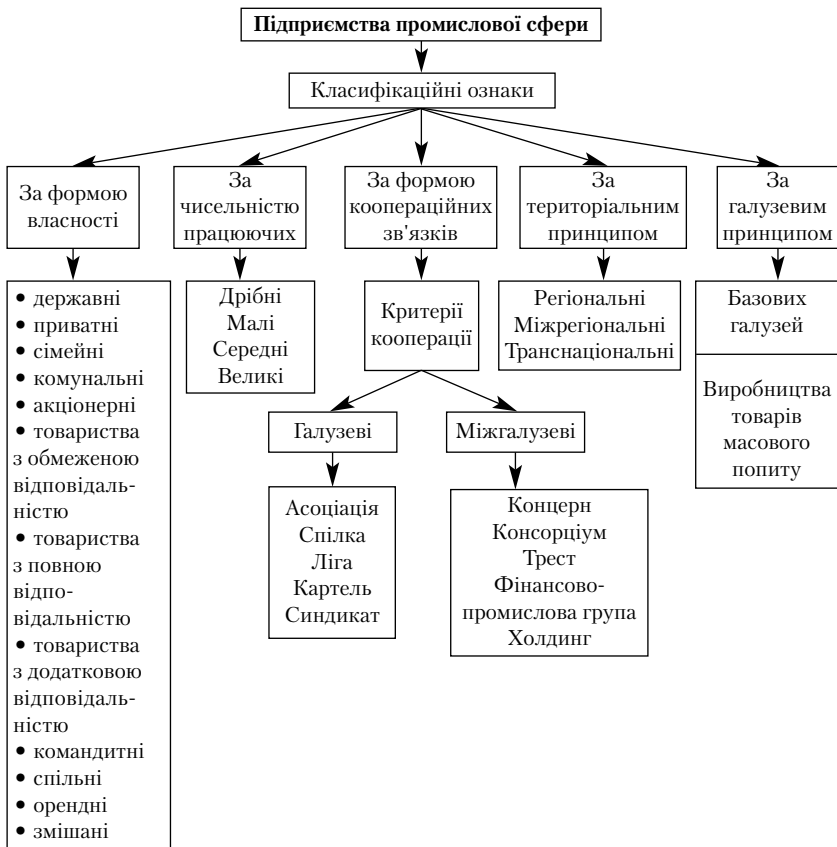 Підприємства промислової сфери
Класифікаційні ознаки
За формою
власності
За
чисельністю
працюючих
За формою
коопераційних
зв'язків
За
територіальним
принципом
За
галузевим
принципом
• державні
• приватні
• сімейні
• комунальні
• акціонерні
• товариства
з обмеженою
відповідаль-
ністю
• товариства
з повною
відпо-
відальністю
• товариства
з додатковою
відповідаль-
ністю
• командитні
• спільні
• орендні
• змішані
Дрібні
Малі
Середні
Великі
Критерії
кооперації
Регіональні
Міжрегіональні
Транснаціональні
Базових
галузей
Виробництва
товарів
масового
попиту
Галузеві
Міжгалузеві
Асоціація
Спілка
Ліга
Картель
Синдикат
Концерн
Консорціум
Трест
Фінансово-
промислова група
Холдинг